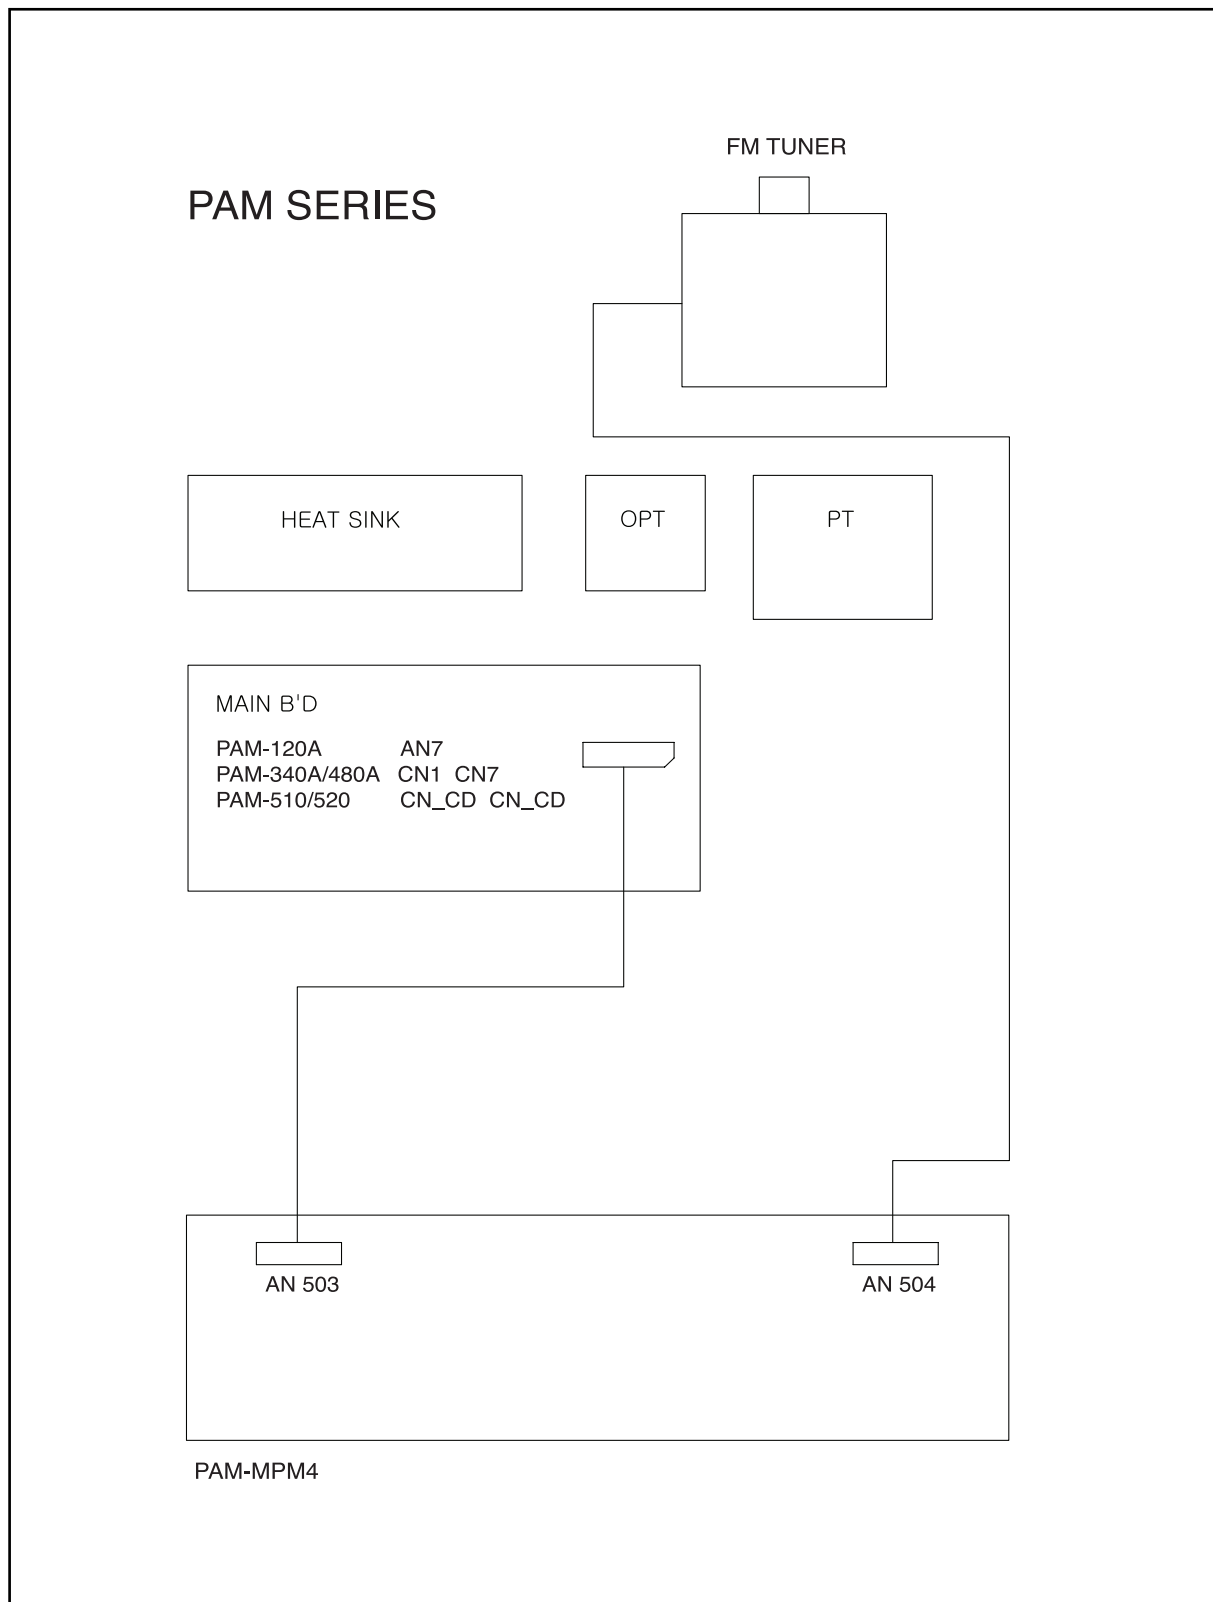 FM TUNER
PAM SERIES
HEAT SINK
OPT
PT
MAIN B'D
PAM-120A AN7
PAM-340A/480A CN1 CN7
PAM-510/520 CN_CD CN_CD
AN 503
AN 504
PAM-MPM4